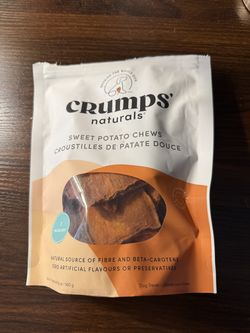 crumps'
naturals
SWEET POTATO CHEWS
CROUSTILLES DE PATATE DOUCE
NATURAL SOURCE OF FIBRE AND BETA-CAROTENE
ZERO ARTIFICIAL FLAVOURS OR PRESERVATIVES